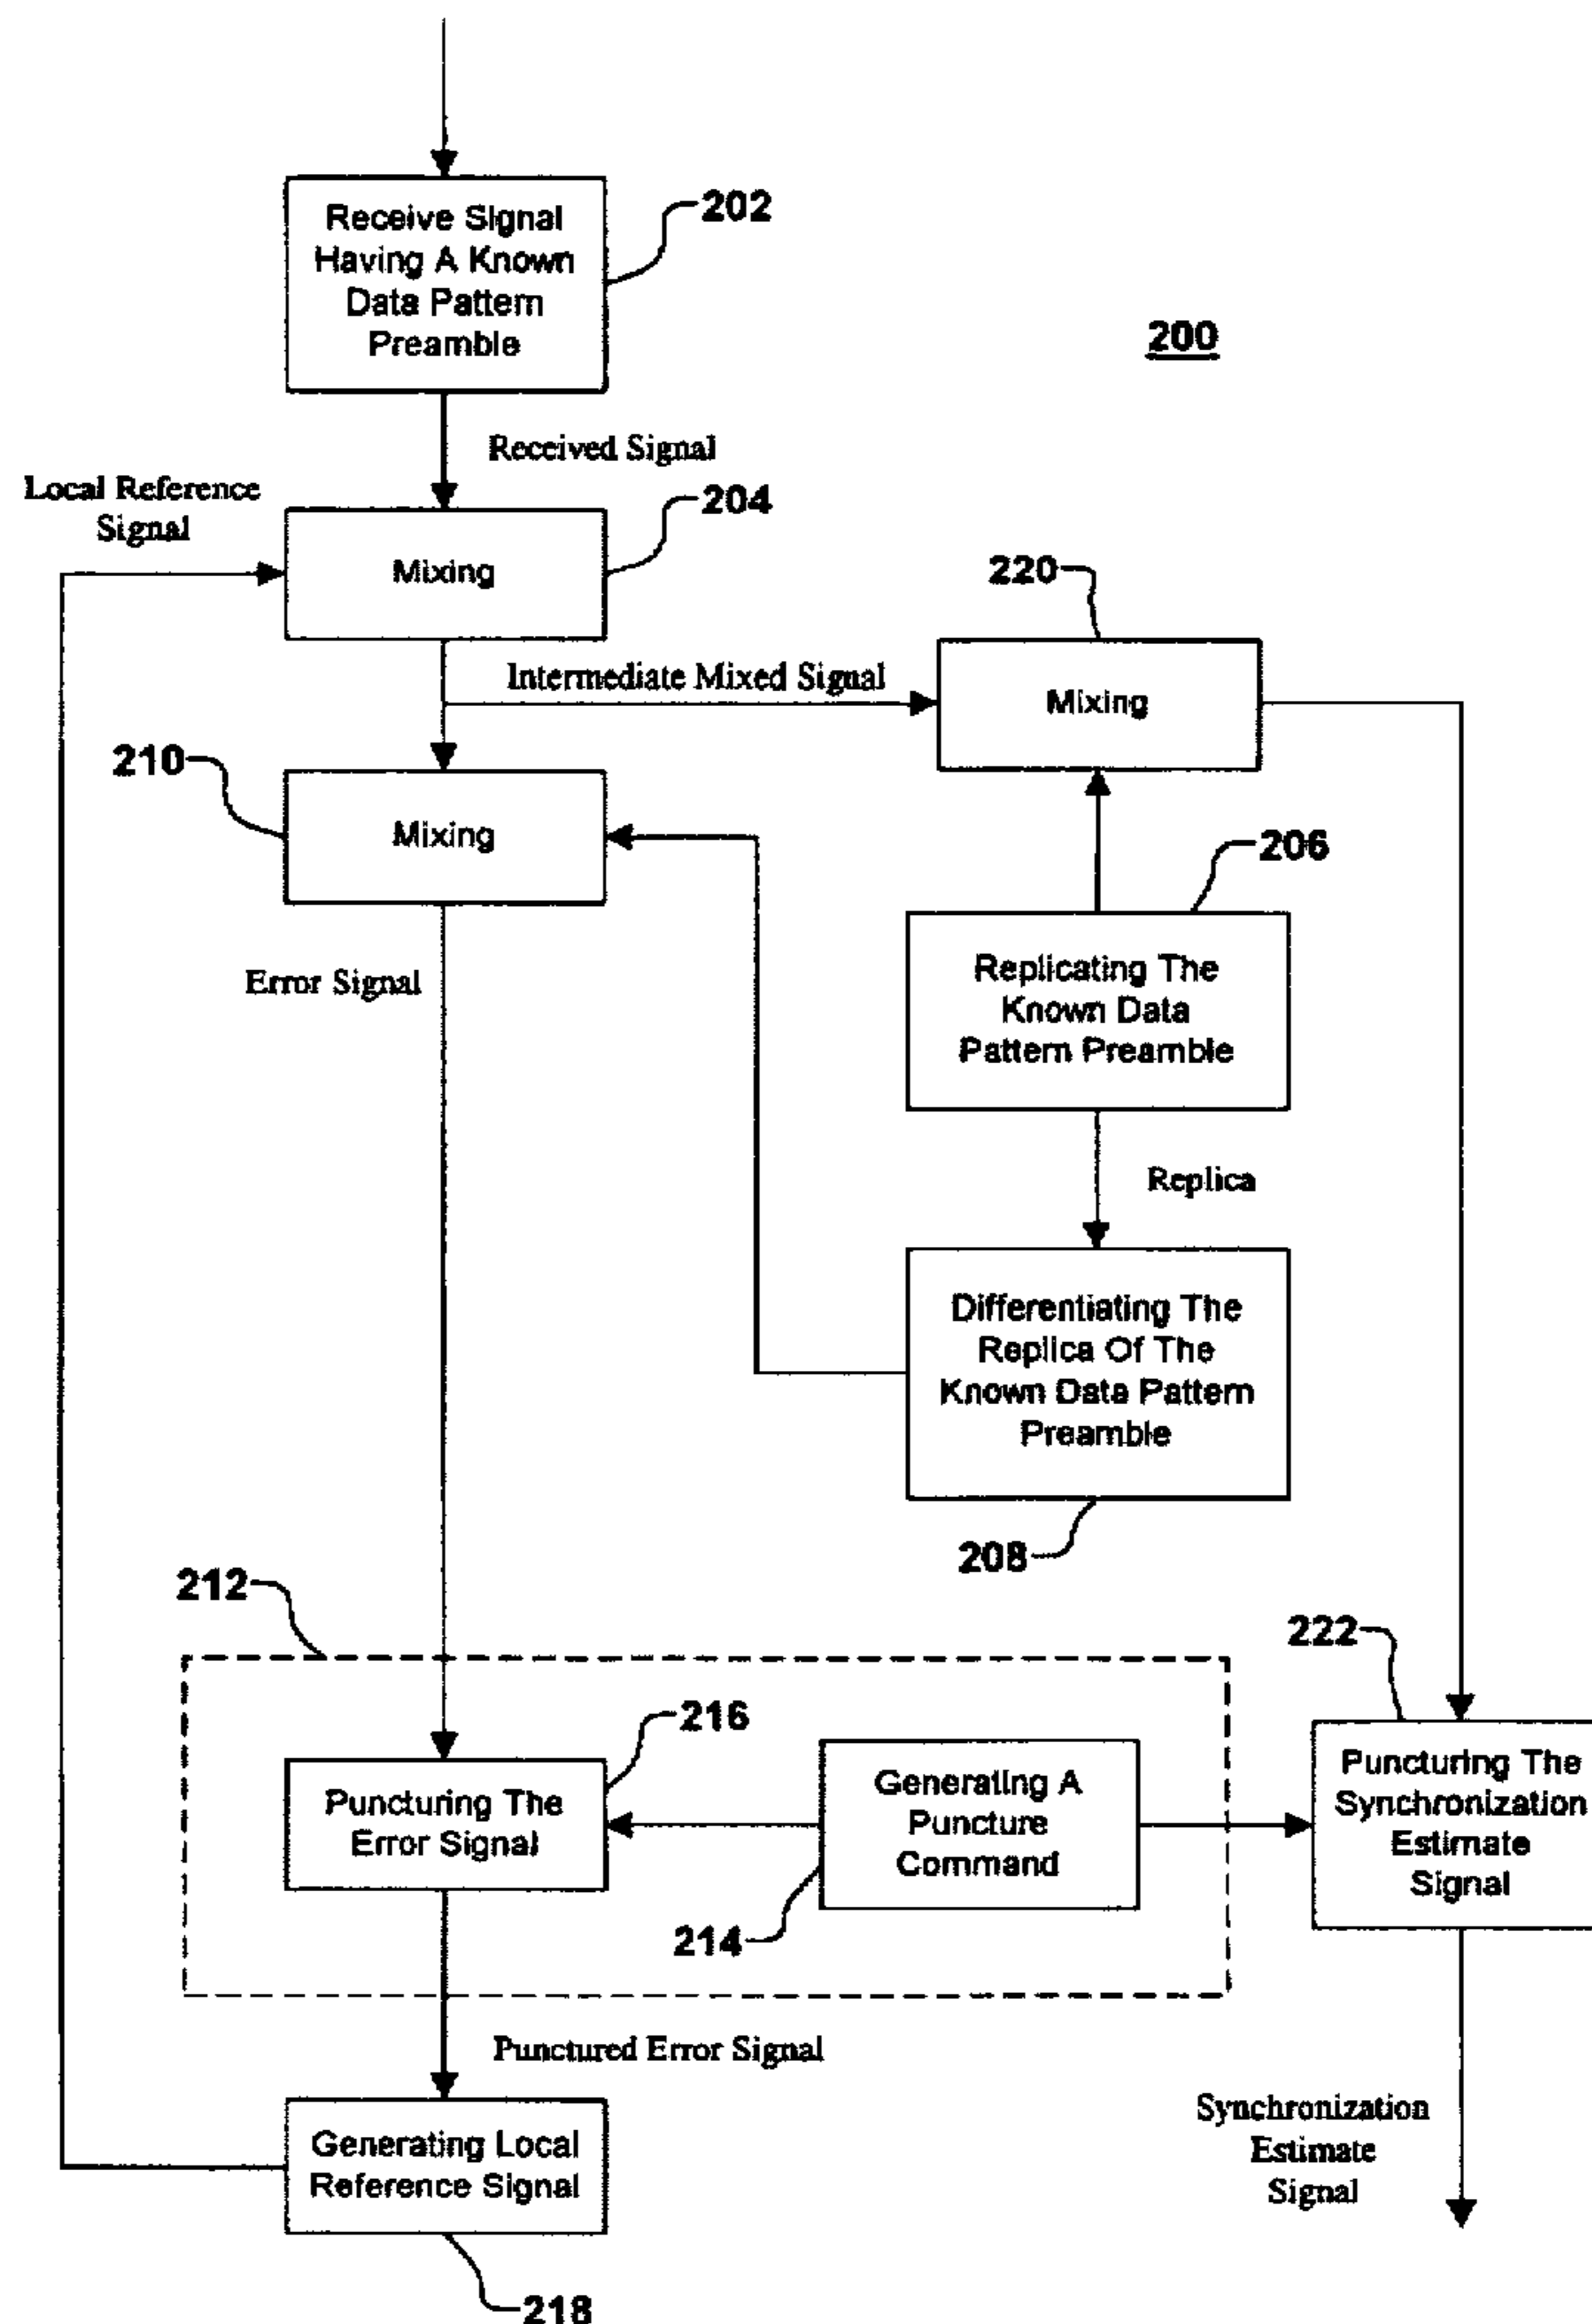 Receive Signal
Having A Known
Data Pattern
Preamble
202
200
Received Signal
Local Reference
Signal
204
Mixing
220
Intermediate Mixed Signal
Mixing
210
Mixing
206
Error Signal
Replicating The
Known Data
Pattern Preamble
Replica
Differentiating The
Replica Of The
Known Data Pattern
Preamble
208
212
222
216
Puncturing The
Error Signal
Generating A
Puncture
Command
214
Puncturing The
Synchronization
Estimate
Signal
Punctured Error Signal
Synchronization
Estimate
Signal
Generating Local
Reference Signal
218